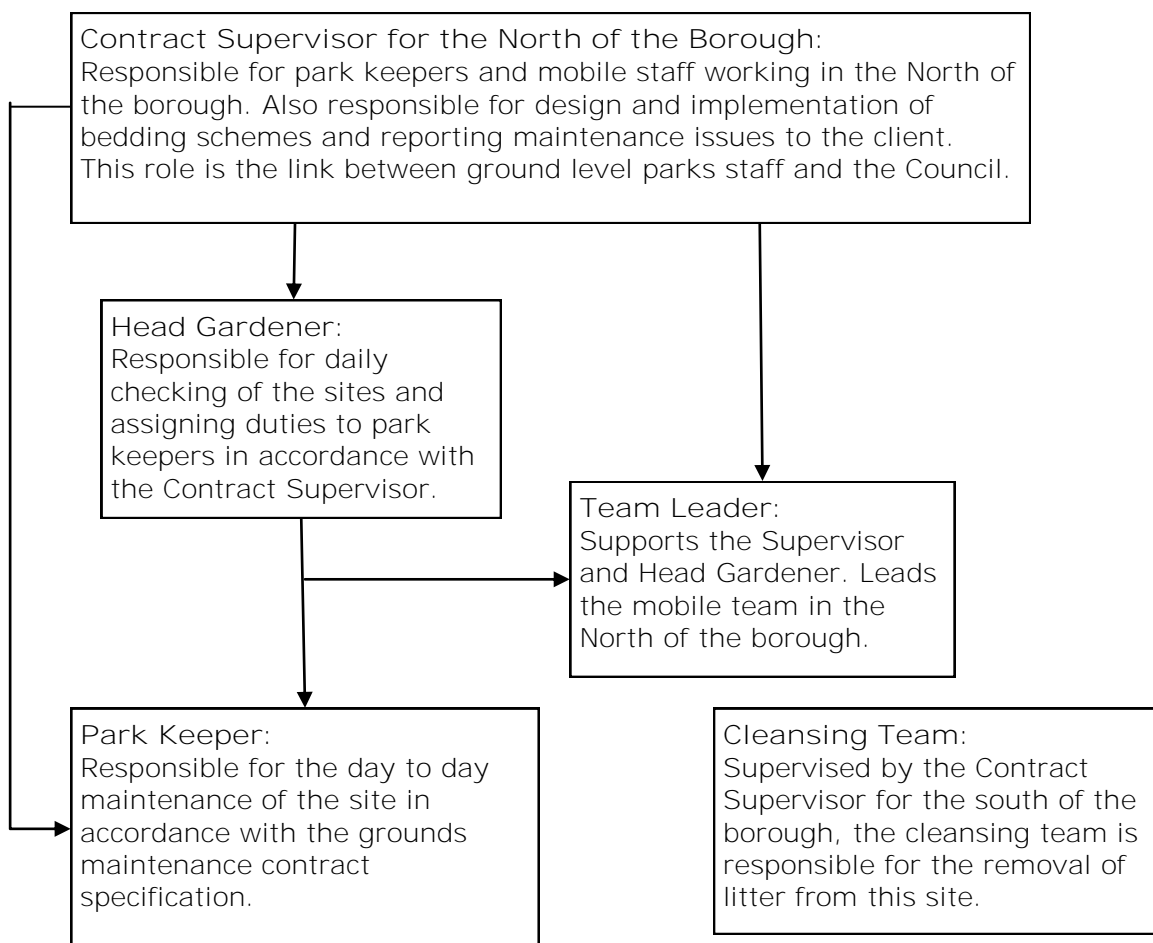 Contract Supervisor for the North of the Borough:
Responsible for park keepers and mobile staff working in the North of
the borough. Also responsible for design and implementation of
bedding schemes and reporting maintenance issues to the client.
This role is the link between ground level parks staff and the Council.
Head Gardener:
Responsible for daily
checking of the sites and
assigning duties to park
keepers in accordance with
the Contract Supervisor.
Team Leader:
Supports the Supervisor
and Head Gardener. Leads
the mobile team in the
North of the borough.
Park Keeper:
Responsible for the day to day
maintenance of the site in
accordance with the grounds
maintenance contract
specification.
Cleansing Team:
Supervised by the Contract
Supervisor for the south of the
borough, the cleansing team is
responsible for the removal of
litter from this site.